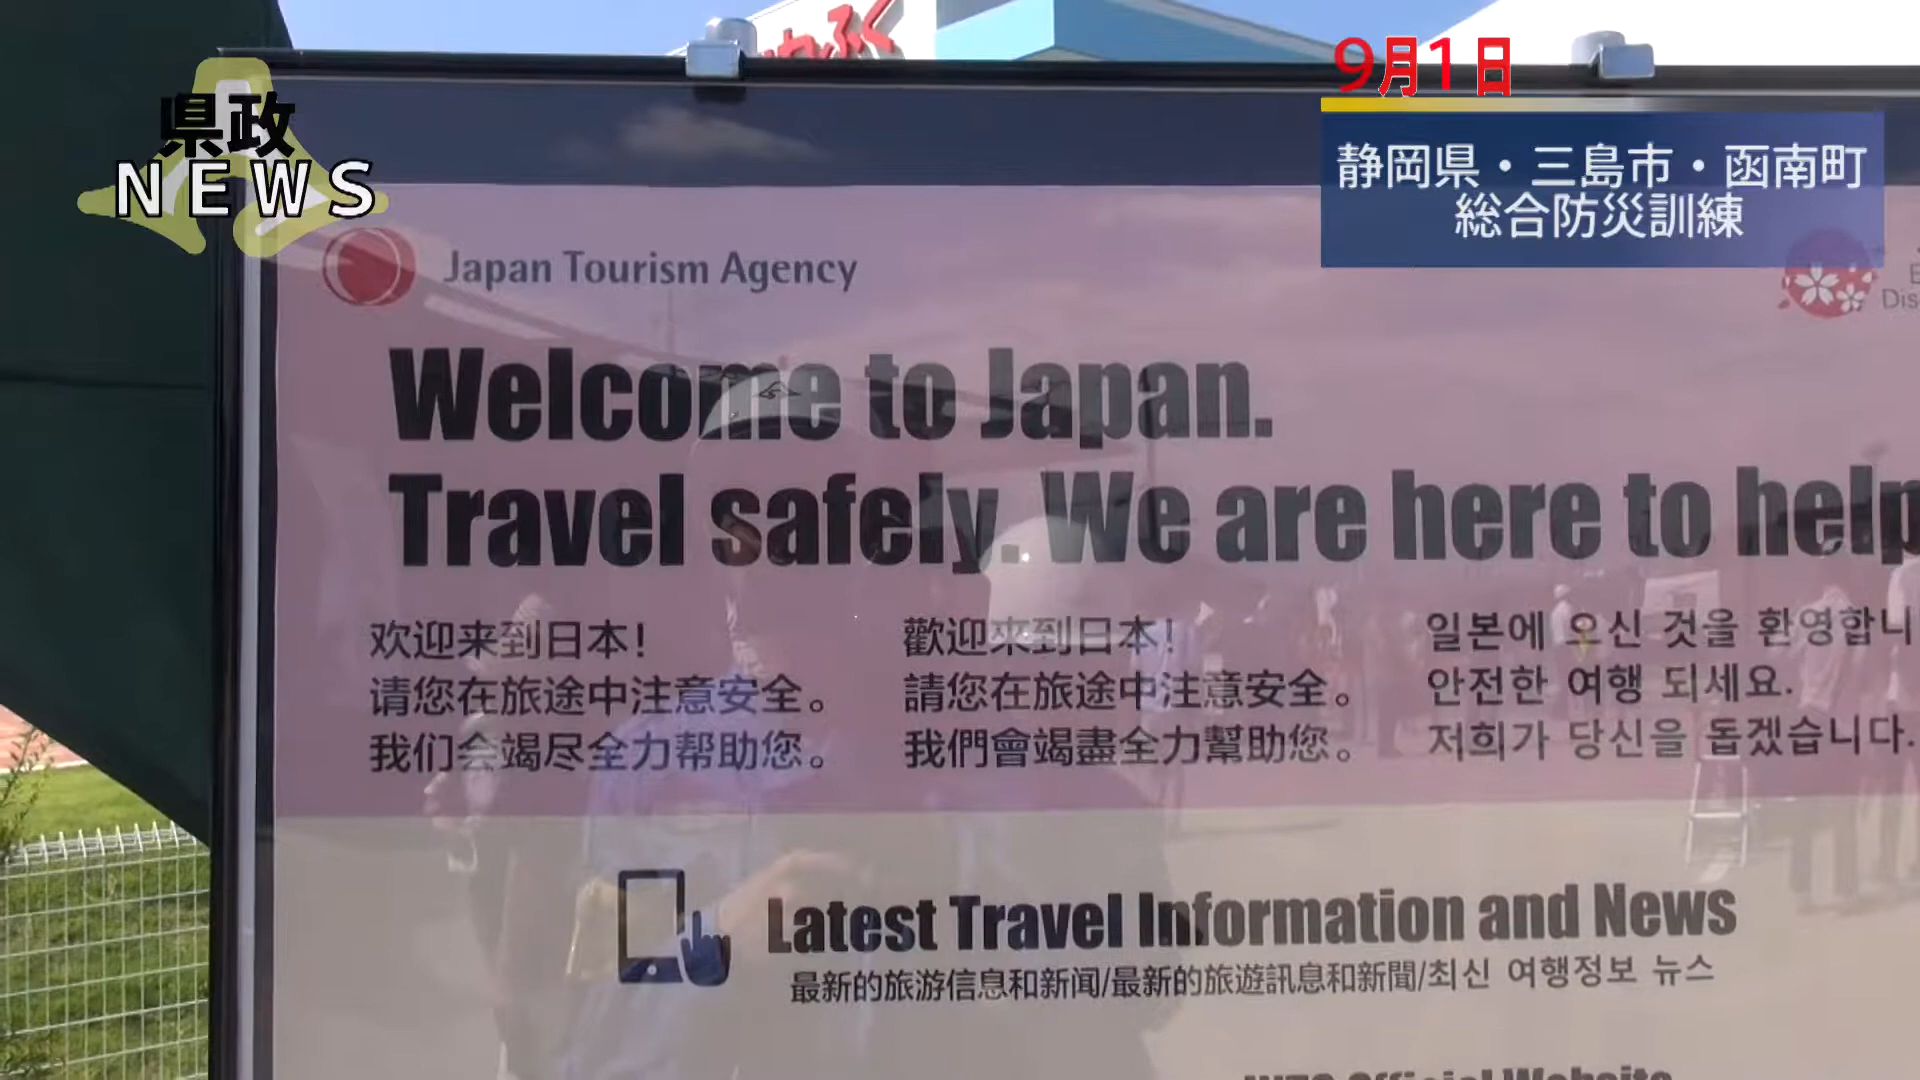 県政
NEWS
9月1日
静岡県・三島市・函南町
総合防災訓練
Japan Tourism Agency
Welcome to Japan.
Travel safely. We are here to help
欢迎来到日本!
请您在旅途中注意安全。
我们会竭尽全力帮助您。
歡迎來到日本!
請您在旅途中注意安全。
我們會竭盡全力幫助您。
일본에 오신 것을 환영합니
안전한 여행 되세요.
저희가 당신을 돕겠습니다.
Latest Travel Information and News
最新的旅游信息和新闻/最新的旅遊訊息和新聞/최신 여행정보 뉴스
Official Website